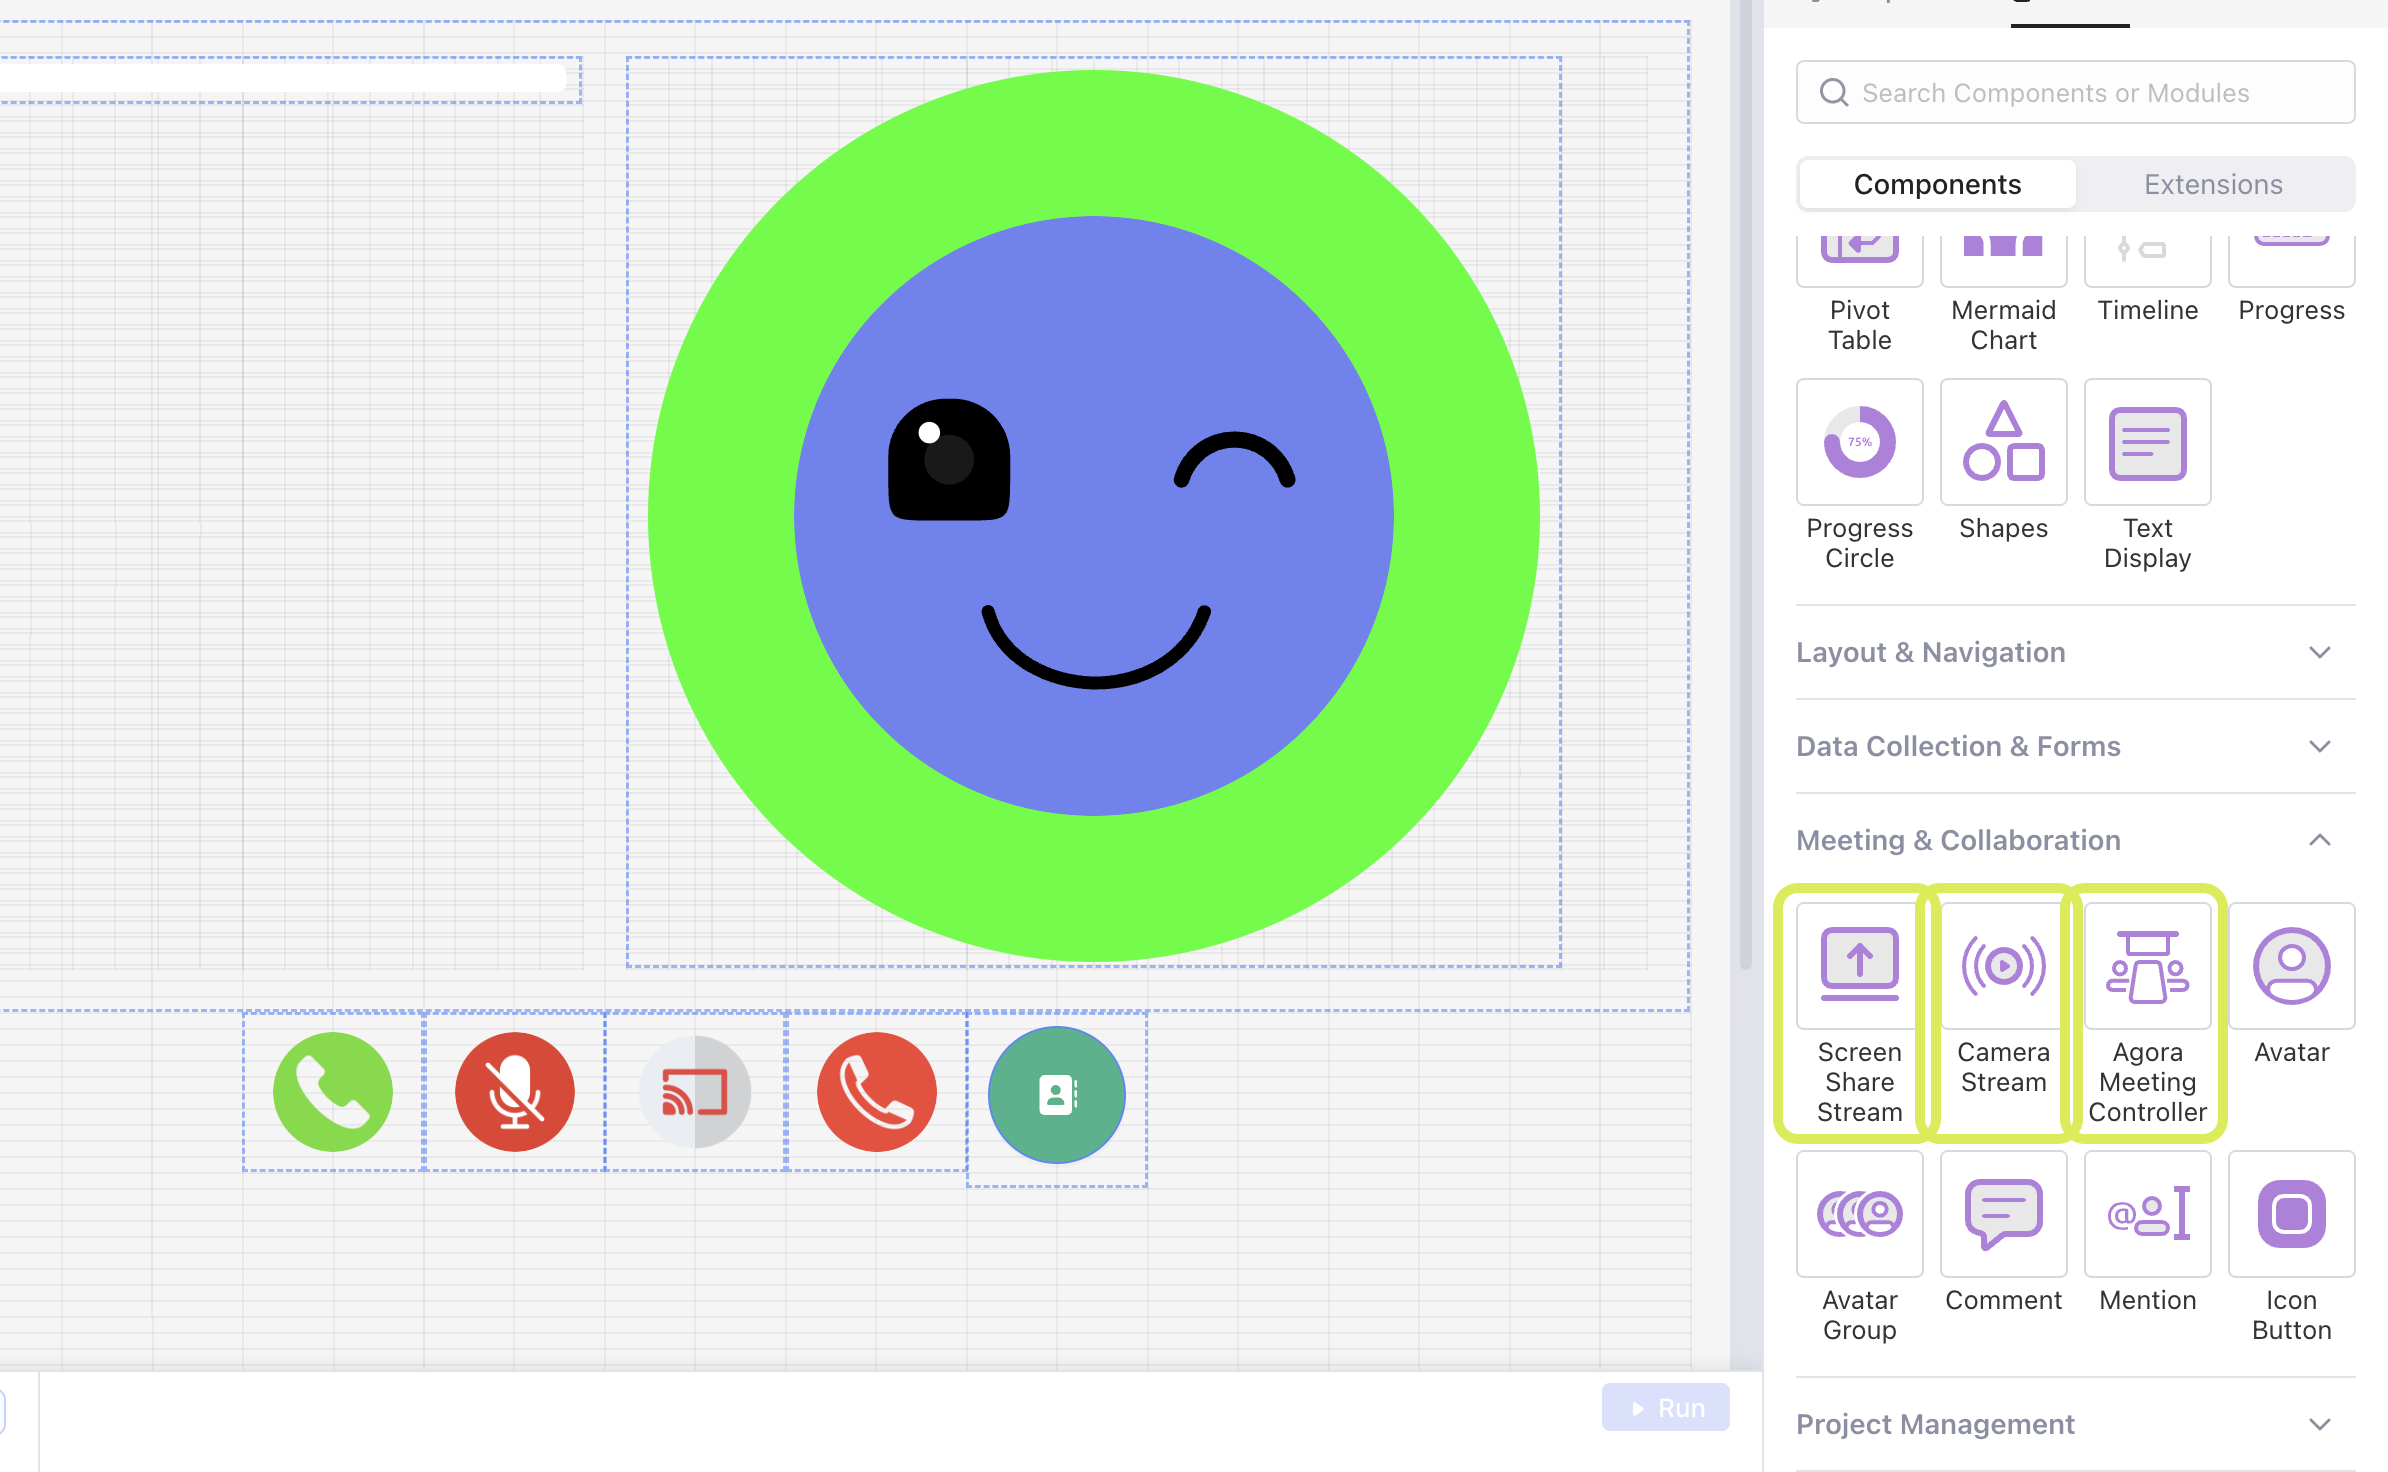 Search Components or Modules
Components
Extensions
Pivot
Table
Mermaid
Chart
Timeline
Progress
75%
Progress
Circle
Shapes
Text
Display
Layout & Navigation
Data Collection & Forms
Meeting & Collaboration
Screen
Share
Stream
Camera
Stream
Agora
Meeting
Controller
Avatar
@
Avatar
Group
Comment
Mention
Icon
Button
Run
Project Management